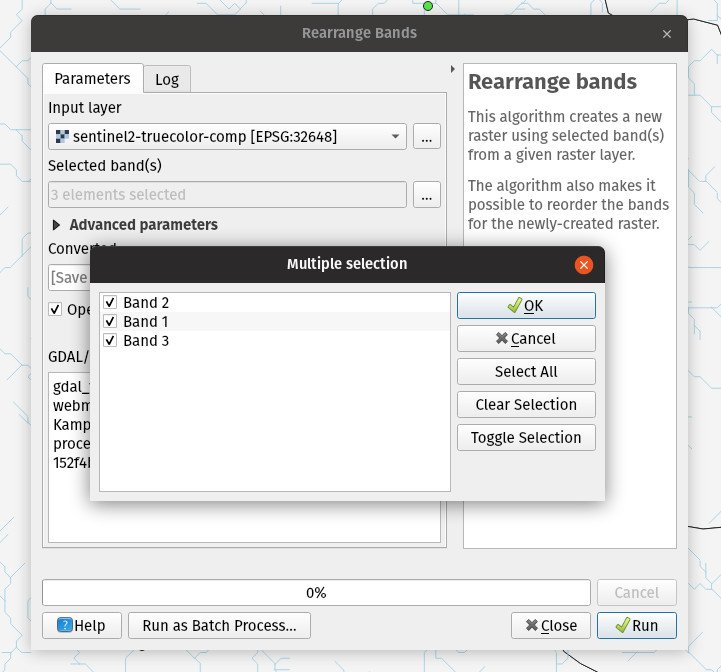 Rearrange Bands
Parameters
Log
Input layer
sentinel2-truecolor-comp [EPSG:32648]
...
Selected band(s)
3 elements selected
...
Advanced parameters
Converted
[Save
GDAL/
gdal_
webm
Kamp
proce
Rearrange bands
This algorithm creates a new
raster using selected band(s)
from a given raster layer.
The algorithm also makes it
possible to reorder the bands
for the newly-created raster.
Multiple selection
Band 2
Band 1
Band 3
OK
Cancel
Select All
Clear Selection
Toggle Selection
0%
Cancel
Help
Run as Batch Process...
Close
Run